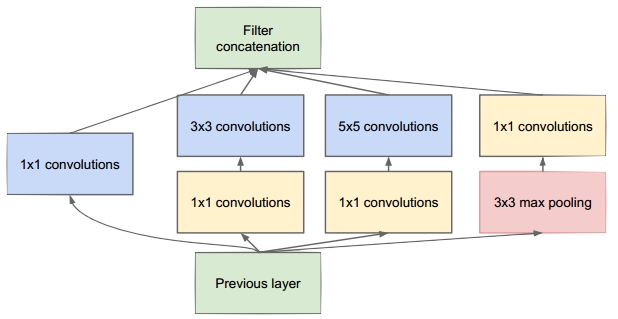 Filter
concatenation
3x3 convolutions
5x5 convolutions
1x1 convolutions
1x1 convolutions
1x1 convolutions
1x1 convolutions
3x3 max pooling
Previous layer